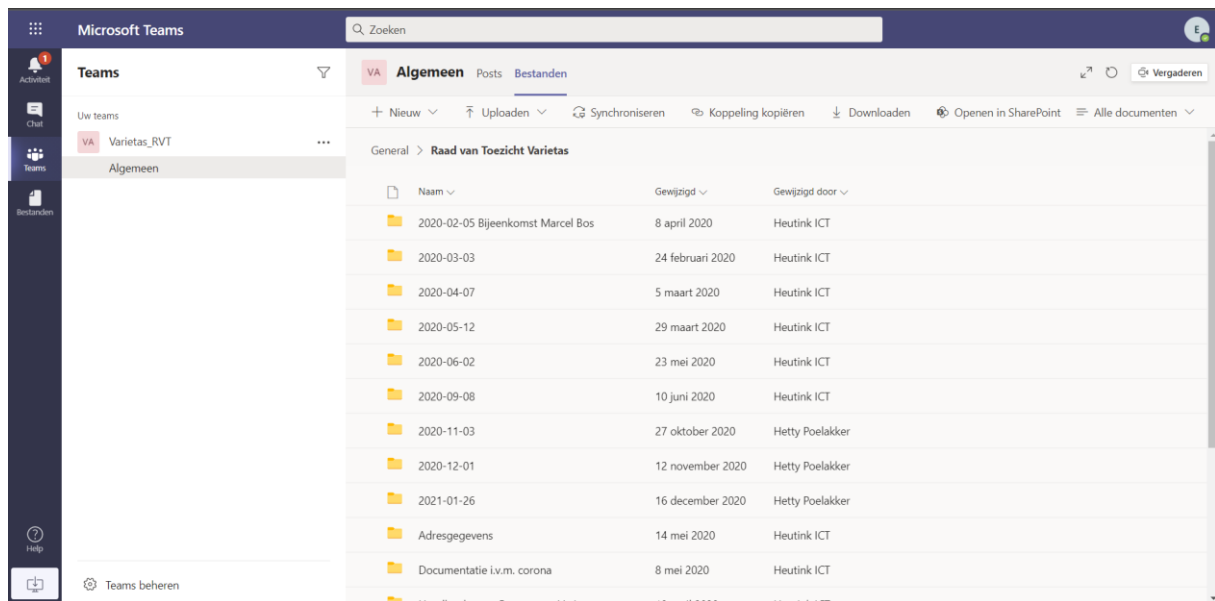 Microsoft Teams
Zoeken
E
1
Activiteit
Chat
Teams
Bestanden
Help
Teams
Uw teams
VA Varietas_RVT ...
Algemeen
Teams beheren
VA Algemeen Posts Bestanden Vergaderen
Nieuw Uploaden Synchroniseren Koppeling kopiëren Downloaden Openen in SharePoint Alle documenten
General > Raad van Toezicht Varietas
Naam Gewijzigd Gewijzigd door
2020-02-05 Bijeenkomst Marcel Bos 8 april 2020 Heutink ICT
2020-03-03 24 februari 2020 Heutink ICT
2020-04-07 5 maart 2020 Heutink ICT
2020-05-12 29 maart 2020 Heutink ICT
2020-06-02 23 mei 2020 Heutink ICT
2020-09-08 10 juni 2020 Heutink ICT
2020-11-03 27 oktober 2020 Hetty Poelakker
2020-12-01 12 november 2020 Hetty Poelakker
2021-01-26 16 december 2020 Hetty Poelakker
Adresgegevens 14 mei 2020 Heutink ICT
Documentatie i.v.m. corona 8 mei 2020 Heutink ICT